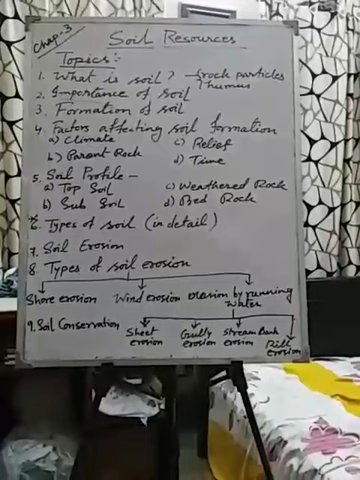 Chap:3
Soil Resources
Topics:-
1. What is soil? - rock particles
humus
2. Importance of soil
3. Formation of soil
4. Factors affecting soil formation
a) Climate c) Relief
b) Parent Rock d) Time
5. Soil Profile -
a) Top Soil c) Weathered Rock
b) Sub Soil d) Bed Rock
* 6. Types of soil (in detail)
7. Soil Erosion
8. Types of soil erosion
Shore erosion Wind erosion erosion by running
water
9. Soil Conservation
Sheet erosion Gully erosion Stream Bank erosion Rill erosion